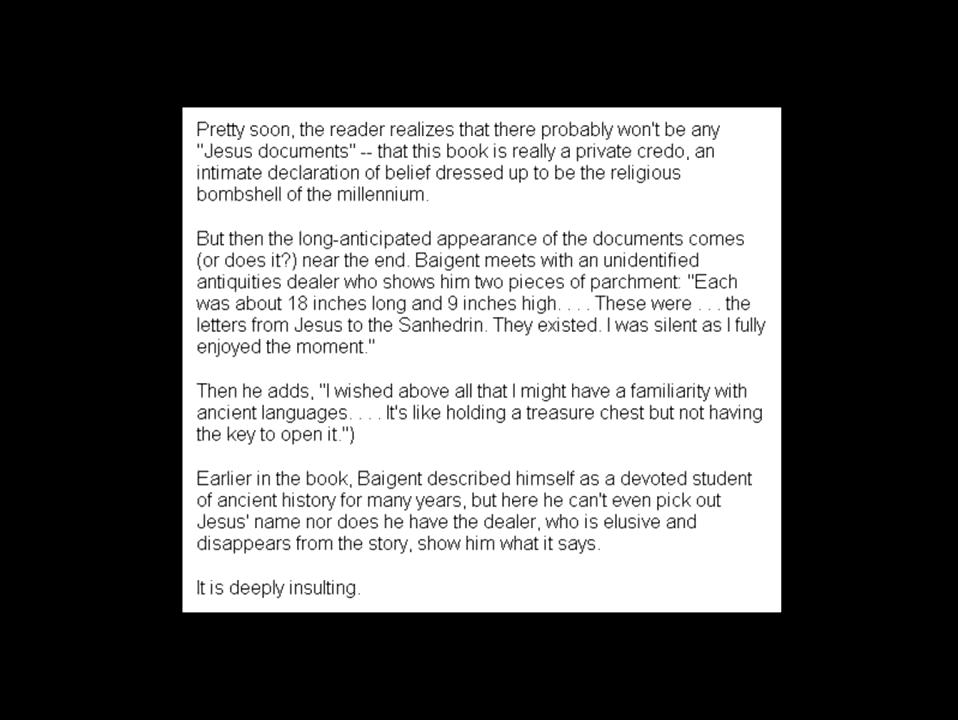 Pretty soon, the reader realizes that there probably won't be any
"Jesus documents" -- that this book is really a private credo, an
intimate declaration of belief dressed up to be the religious
bombshell of the millennium.
But then the long-anticipated appearance of the documents comes
(or does it?) near the end. Baigent meets with an unidentified
antiquities dealer who shows him two pieces of parchment: "Each
was about 18 inches long and 9 inches high. . . . These were . . . the
letters from Jesus to the Sanhedrin. They existed. I was silent as I fully
enjoyed the moment."
Then he adds, "I wished above all that I might have a familiarity with
ancient languages. . . . It's like holding a treasure chest but not having
the key to open it.")
Earlier in the book, Baigent described himself as a devoted student
of ancient history for many years, but here he can't even pick out
Jesus' name nor does he have the dealer, who is elusive and
disappears from the story, show him what it says.
It is deeply insulting.